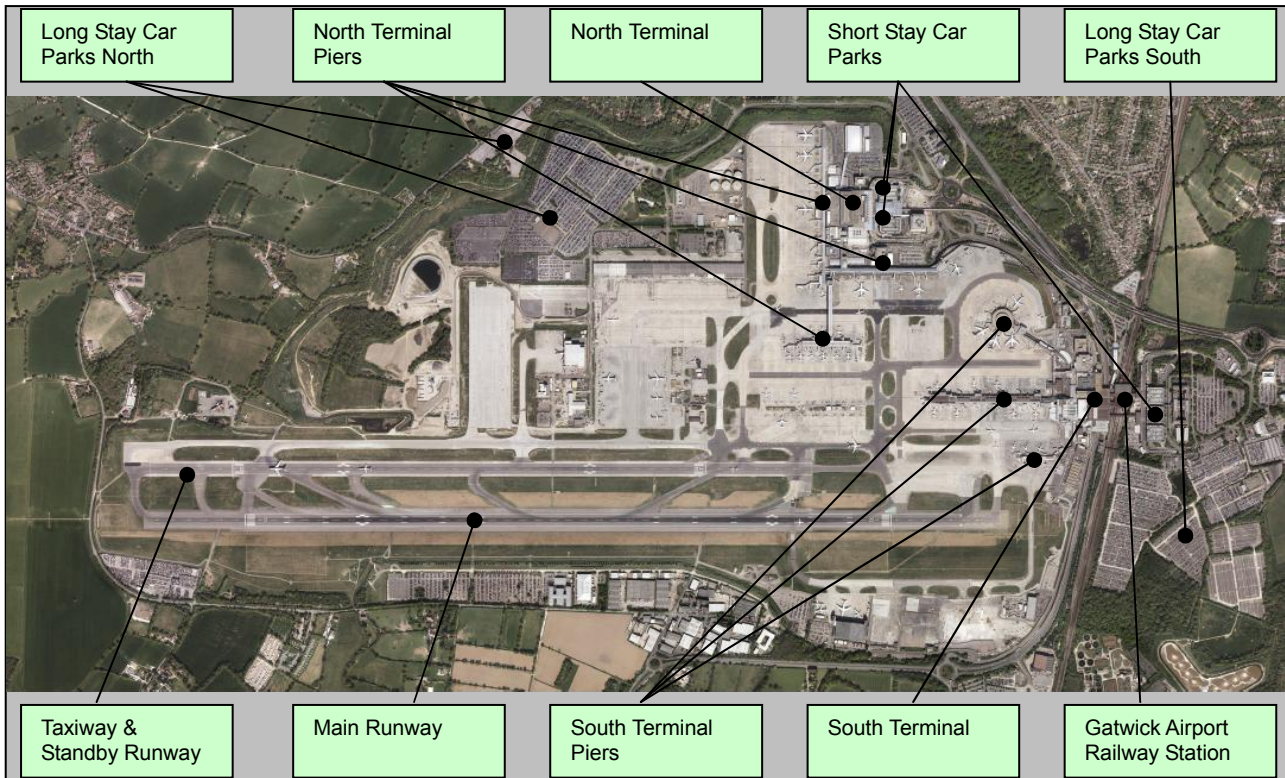 Long Stay Car
Parks North
North Terminal
Piers
North Terminal
Short Stay Car
Parks
Long Stay Car
Parks South
Taxiway &
Standby Runway
Main Runway
South Terminal
Piers
South Terminal
Gatwick Airport
Railway Station